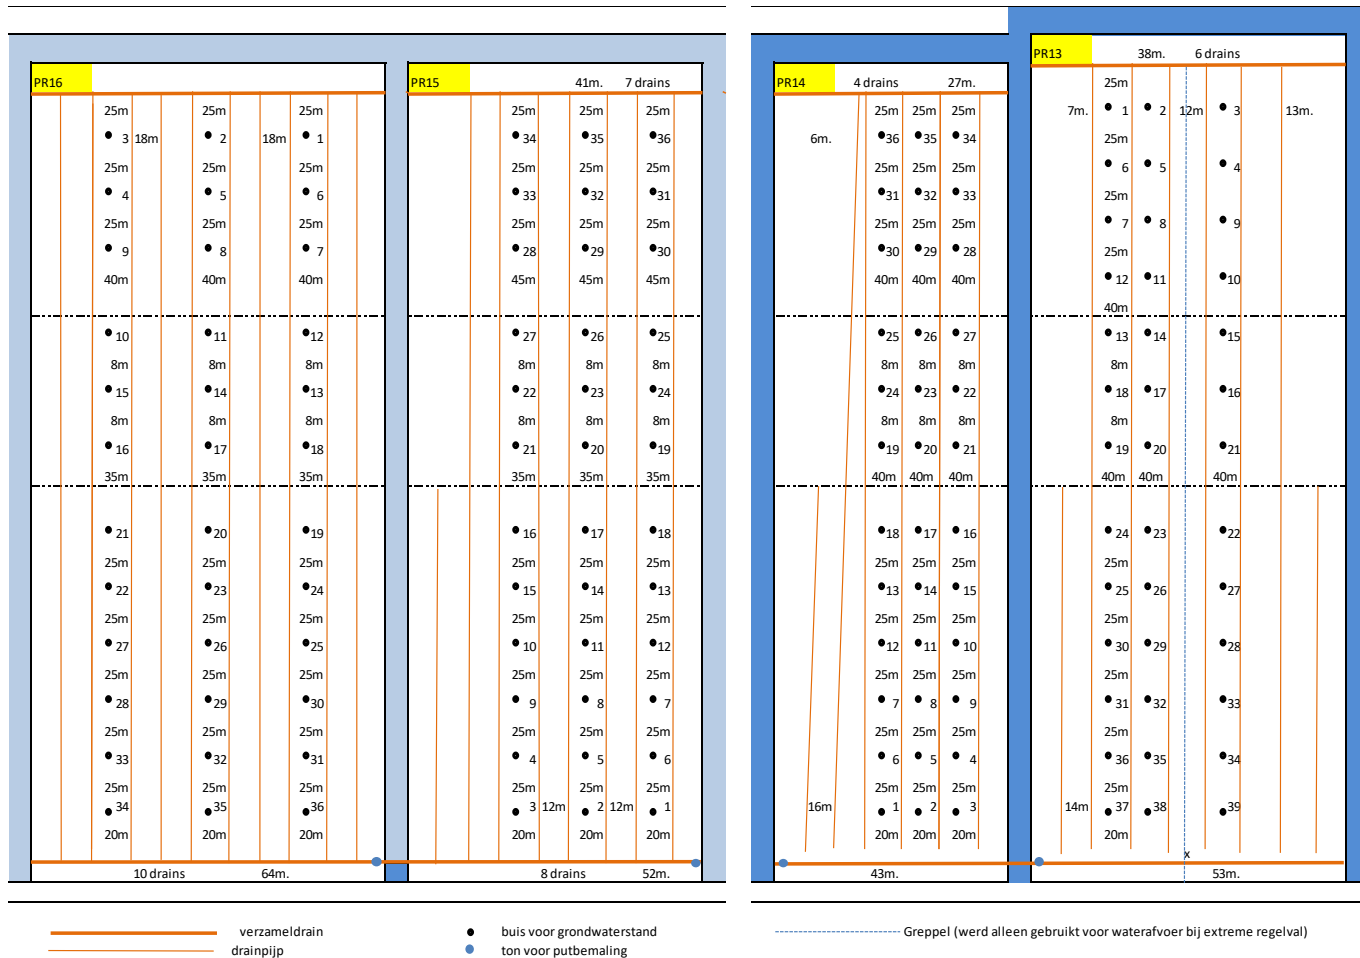 PR13 38m. 6 drains
PR16 PR15 41m. 7 drains PR14 4 drains 27m. 25m
25m 25m 25m 25m 25m 25m 25m 25m 25m 7m. 1 2 12m 3 13m.
3 18m 2 18m 1 34 35 36 6m. 36 35 34 25m
25m 25m 25m 25m 25m 25m 25m 25m 25m 6 5 4
4 5 6 33 32 31 31 32 33 25m
25m 25m 25m 25m 25m 25m 25m 25m 25m 7 8 9
9 8 7 28 29 30 30 29 28 25m
40m 40m 40m 45m 45m 45m 40m 40m 40m 12 11 10
40m
10 11 12 27 26 25 25 26 27 13 14 15
8m 8m 8m 8m 8m 8m 8m 8m 8m 8m
15 14 13 22 23 24 24 23 22 18 17 16
8m 8m 8m 8m 8m 8m 8m 8m 8m 8m
16 17 18 21 20 19 19 20 21 19 20 21
35m 35m 35m 35m 35m 35m 40m 40m 40m 40m 40m 40m
21 20 19 16 17 18 18 17 16 24 23 22
25m 25m 25m 25m 25m 25m 25m 25m 25m 25m
22 23 24 15 14 13 13 14 15 25 26 27
25m 25m 25m 25m 25m 25m 25m 25m 25m 25m
27 26 25 10 11 12 12 11 10 30 29 28
25m 25m 25m 25m 25m 25m 25m 25m 25m 25m
28 29 30 9 8 7 7 8 9 31 32 33
25m 25m 25m 25m 25m 25m 25m 25m 25m 25m
33 32 31 4 5 6 6 5 4 36 35 34
25m 25m 25m 25m 25m 25m 25m 25m 25m 25m
34 35 36 3 12m 2 12m 1 16m 1 2 3 14m 37 38 39
20m 20m 20m 20m 20m 20m 20m 20m 20m 20m
x
10 drains 64m. 8 drains 52m. 43m. 53m.
verzameldrain buis voor grondwaterstand Greppel (werd alleen gebruikt voor waterafvoer bij extreme regelval)
drainpijp ton voor putbemaling